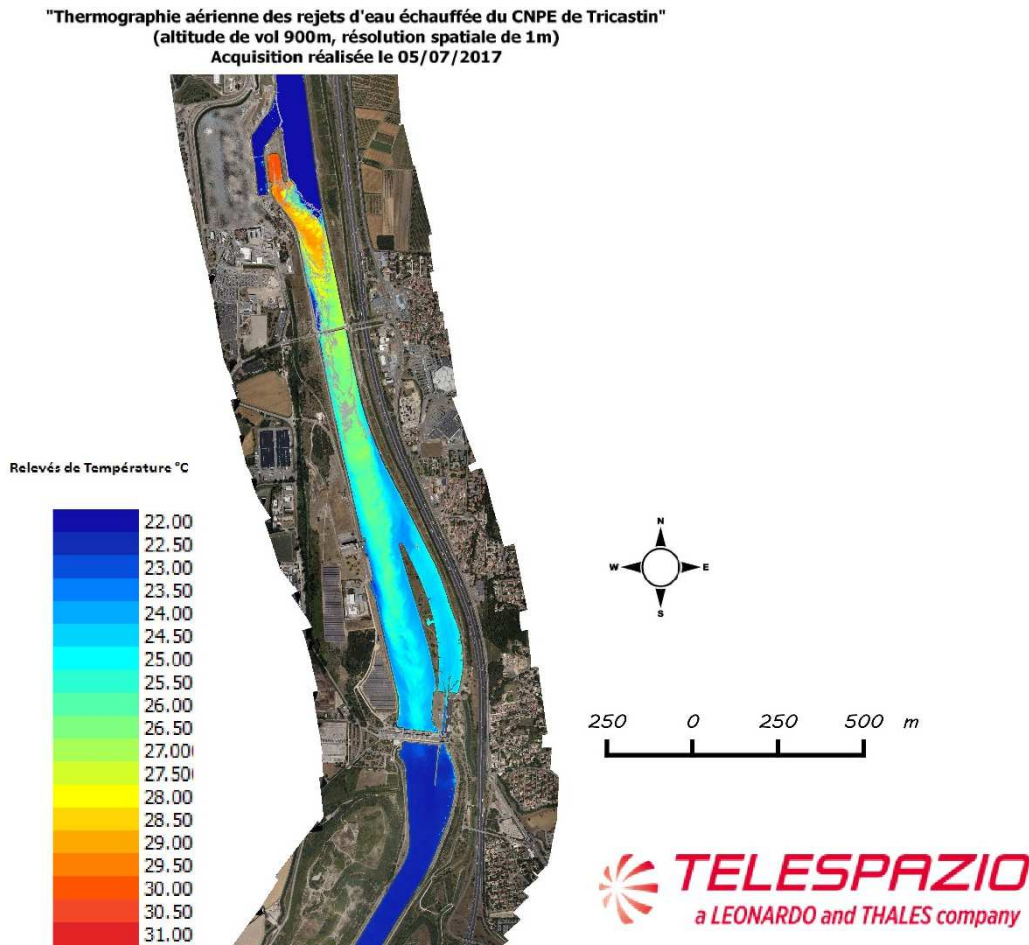 "Thermographie aérienne des rejets d'eau échauffée du CNPE de Tricastin"
(altitude de vol 900m, résolution spatiale de 1m)
Acquisition réalisée le 05/07/2017
Relevés de Température °C
22.00
22.50
23.00
23.50
24.00
24.50
25.00
25.50
26.00
26.50
27.000
27.50
28.00
28.50
29.00
29.50
30.00
30.50
31.00
N
W E
S
250 0 250 500 m
TELESPAZIO
a LEONARDO and THALES company